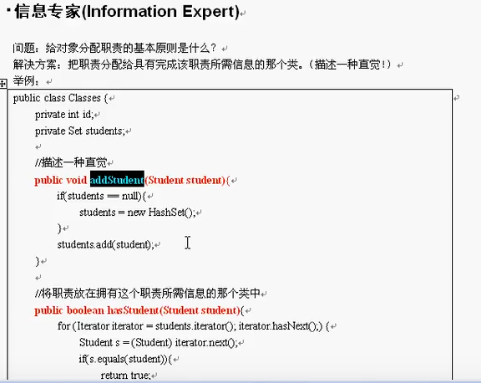 ·信息专家(Information Expert)
问题：给对象分配职责的基本原则是什么？
解决方案：把职责分配给具有完成该职责所需信息的那个类。（描述一种直觉！）
举例：
public class Classes {
private int id;
private Set students;
//描述一种直觉
public void addStudent(Student student){
if(students == null){
students = new HashSet();
}
students.add(student);
}
//将职责放在拥有这个职责所需信息的那个类中
public boolean hasStudent(Student student){
for (Iterator iterator = students.iterator(); iterator.hasNext();) {
Student s = (Student) iterator.next();
if(s.equals(student)){
return true;